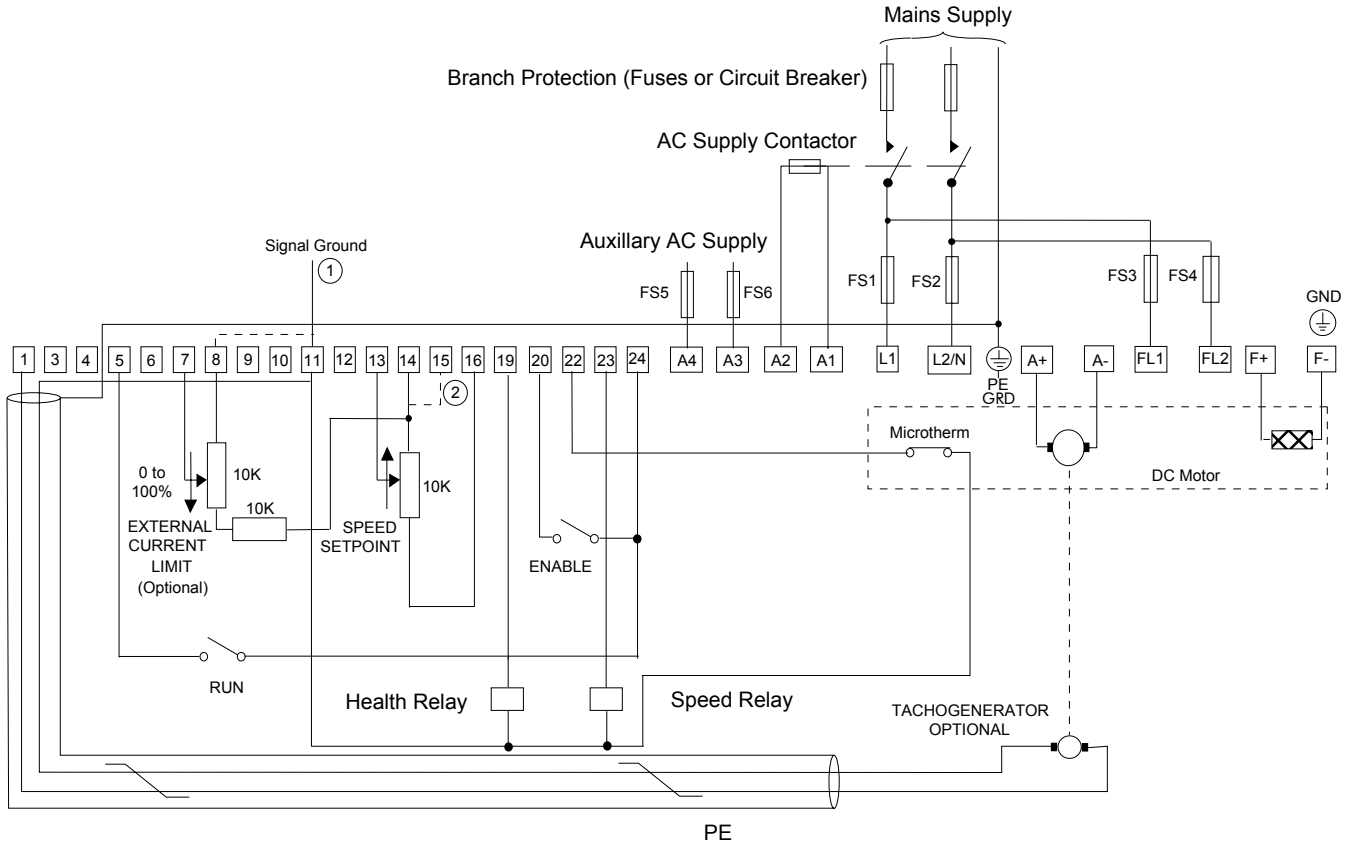 Mains Supply
Branch Protection (Fuses or Circuit Breaker)
AC Supply Contactor
Signal Ground
1
Auxillary AC Supply
FS5
FS6
FS1
FS2
FS3
FS4
GND
1 3 4 5 6 7 8 9 10 11 12 13 14 15 16 19 20 22 23 24 A4 A3 A2 A1 L1 L2/N A+ A- FL1 FL2 F+ F-
PE
GRD
2
Microtherm
DC Motor
0 to
100%
10K
10K
10K
EXTERNAL
CURRENT
LIMIT
(Optional)
SPEED
SETPOINT
ENABLE
RUN
Health Relay
Speed Relay
TACHOGENERATOR
OPTIONAL
PE